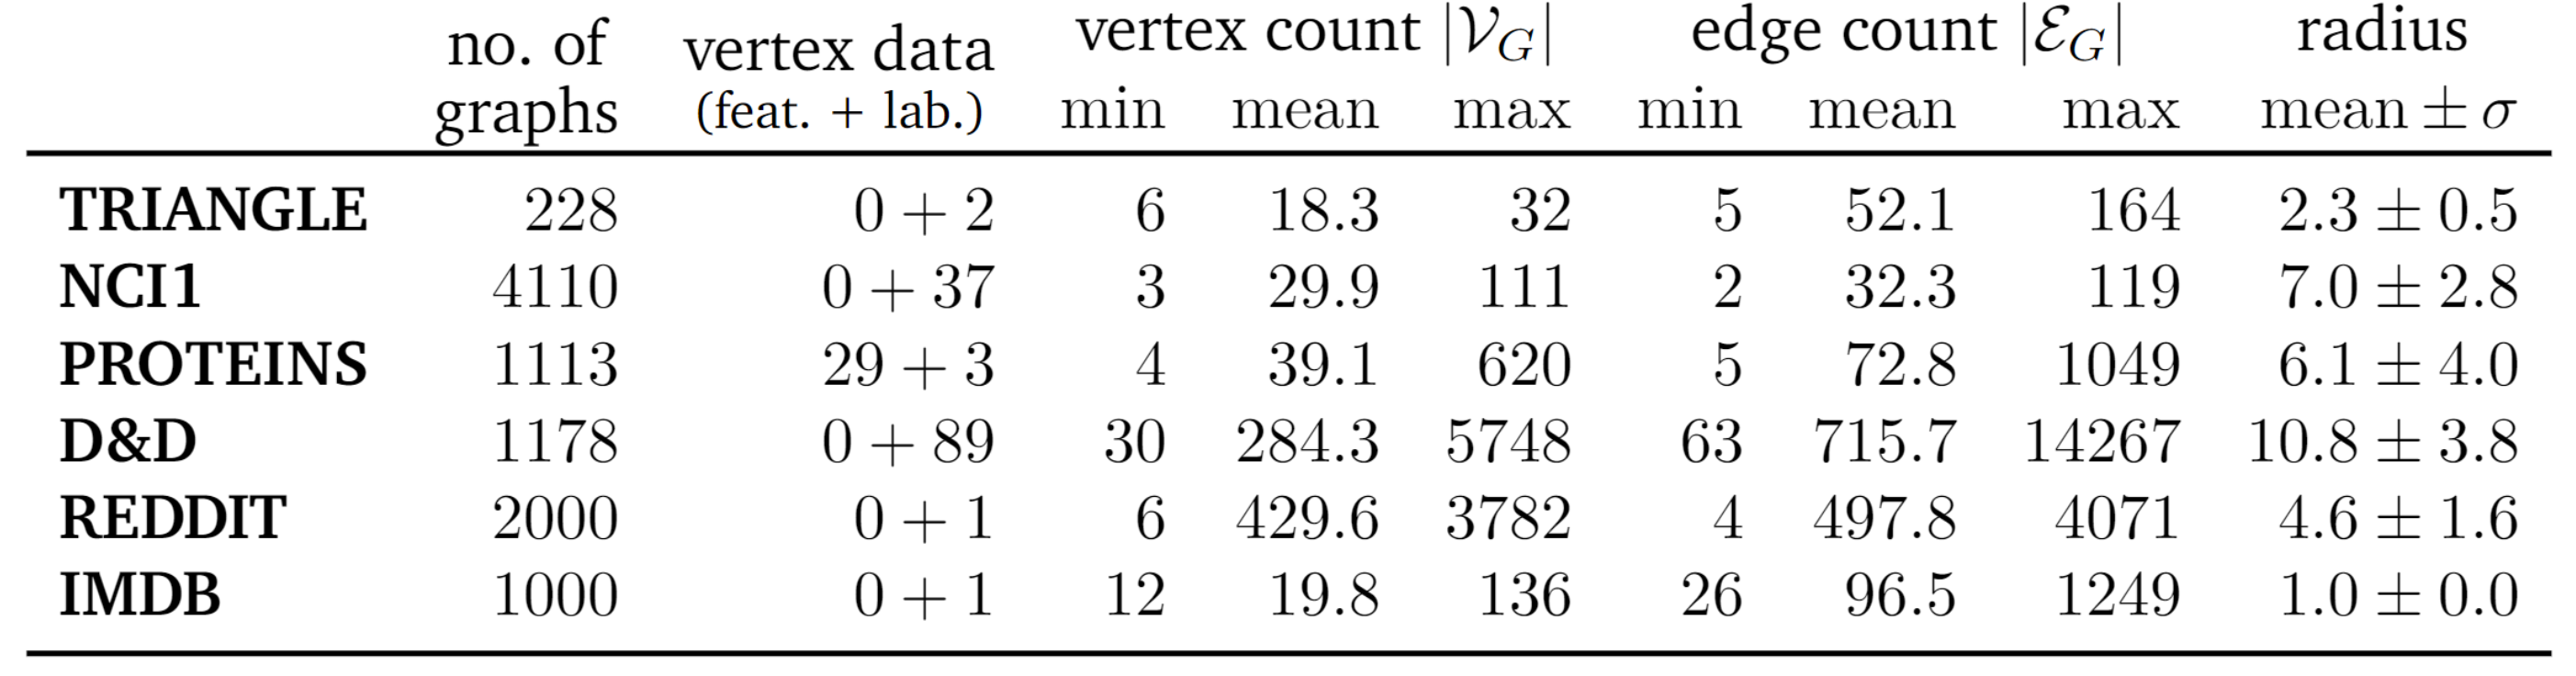 no. of graphs vertex data (feat. + lab.) vertex count |𝒱_G| edge count |ℰ_G| radius
min mean max min mean max mean ± σ
TRIANGLE 228 0 + 2 6 18.3 32 5 52.1 164 2.3 ± 0.5
NCI1 4110 0 + 37 3 29.9 111 2 32.3 119 7.0 ± 2.8
PROTEINS 1113 29 + 3 4 39.1 620 5 72.8 1049 6.1 ± 4.0
D&D 1178 0 + 89 30 284.3 5748 63 715.7 14267 10.8 ± 3.8
REDDIT 2000 0 + 1 6 429.6 3782 4 497.8 4071 4.6 ± 1.6
IMDB 1000 0 + 1 12 19.8 136 26 96.5 1249 1.0 ± 0.0